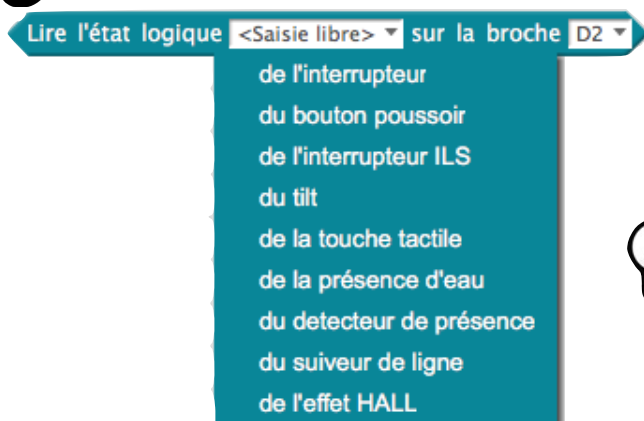 Lire l'état logique <Saisie libre> sur la broche D2
de l'interrupteur
du bouton poussoir
de l'interrupteur ILS
du tilt
de la touche tactile
de la présence d'eau
du detecteur de présence
du suiveur de ligne
de l'effet HALL